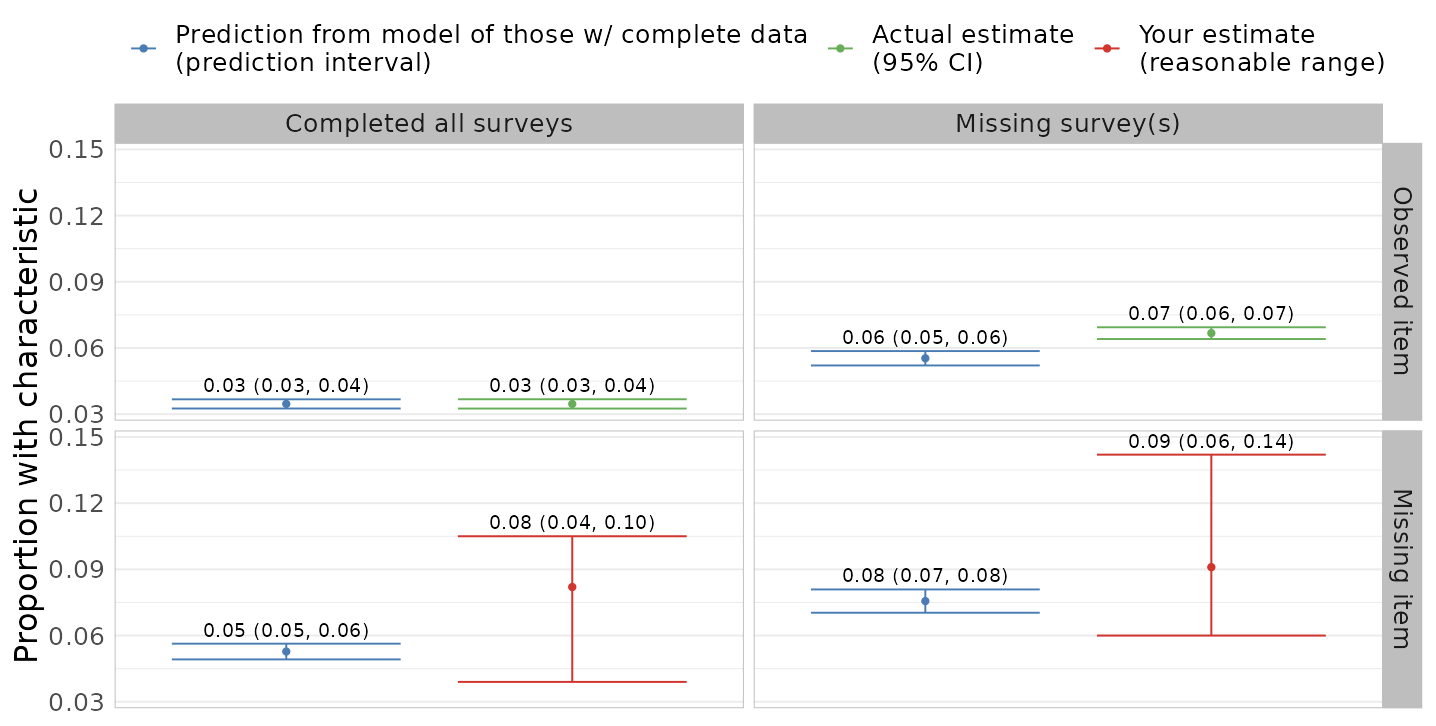 Prediction from model of those w/ complete data
(prediction interval)
Actual estimate
(95% CI)
Your estimate
(reasonable range)
Completed all surveys
Missing survey(s)
Proportion with characteristic
0.15
0.12
0.09
0.06
0.03
0.03 (0.03, 0.04)
0.03 (0.03, 0.04)
0.06 (0.05, 0.06)
0.07 (0.06, 0.07)
Observed item
0.15
0.12
0.09
0.06
0.03
0.05 (0.05, 0.06)
0.08 (0.04, 0.10)
0.08 (0.07, 0.08)
0.09 (0.06, 0.14)
Missing item